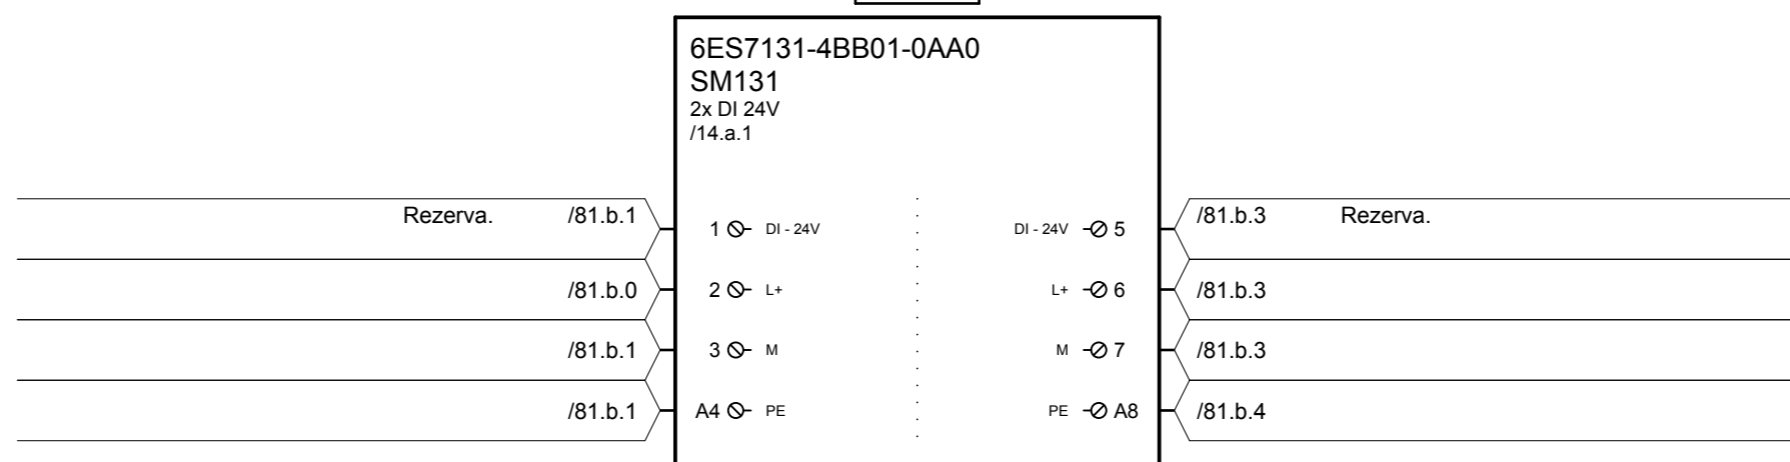 6ES7131-4BB01-0AA0
SM131
2x DI 24V
/14.a.1
Rezerva. /81.b.1 1 DI - 24V DI - 24V 5 /81.b.3 Rezerva.
/81.b.0 2 L+ L+ 6 /81.b.3
/81.b.1 3 M M 7 /81.b.3
/81.b.1 A4 PE PE A8 /81.b.4